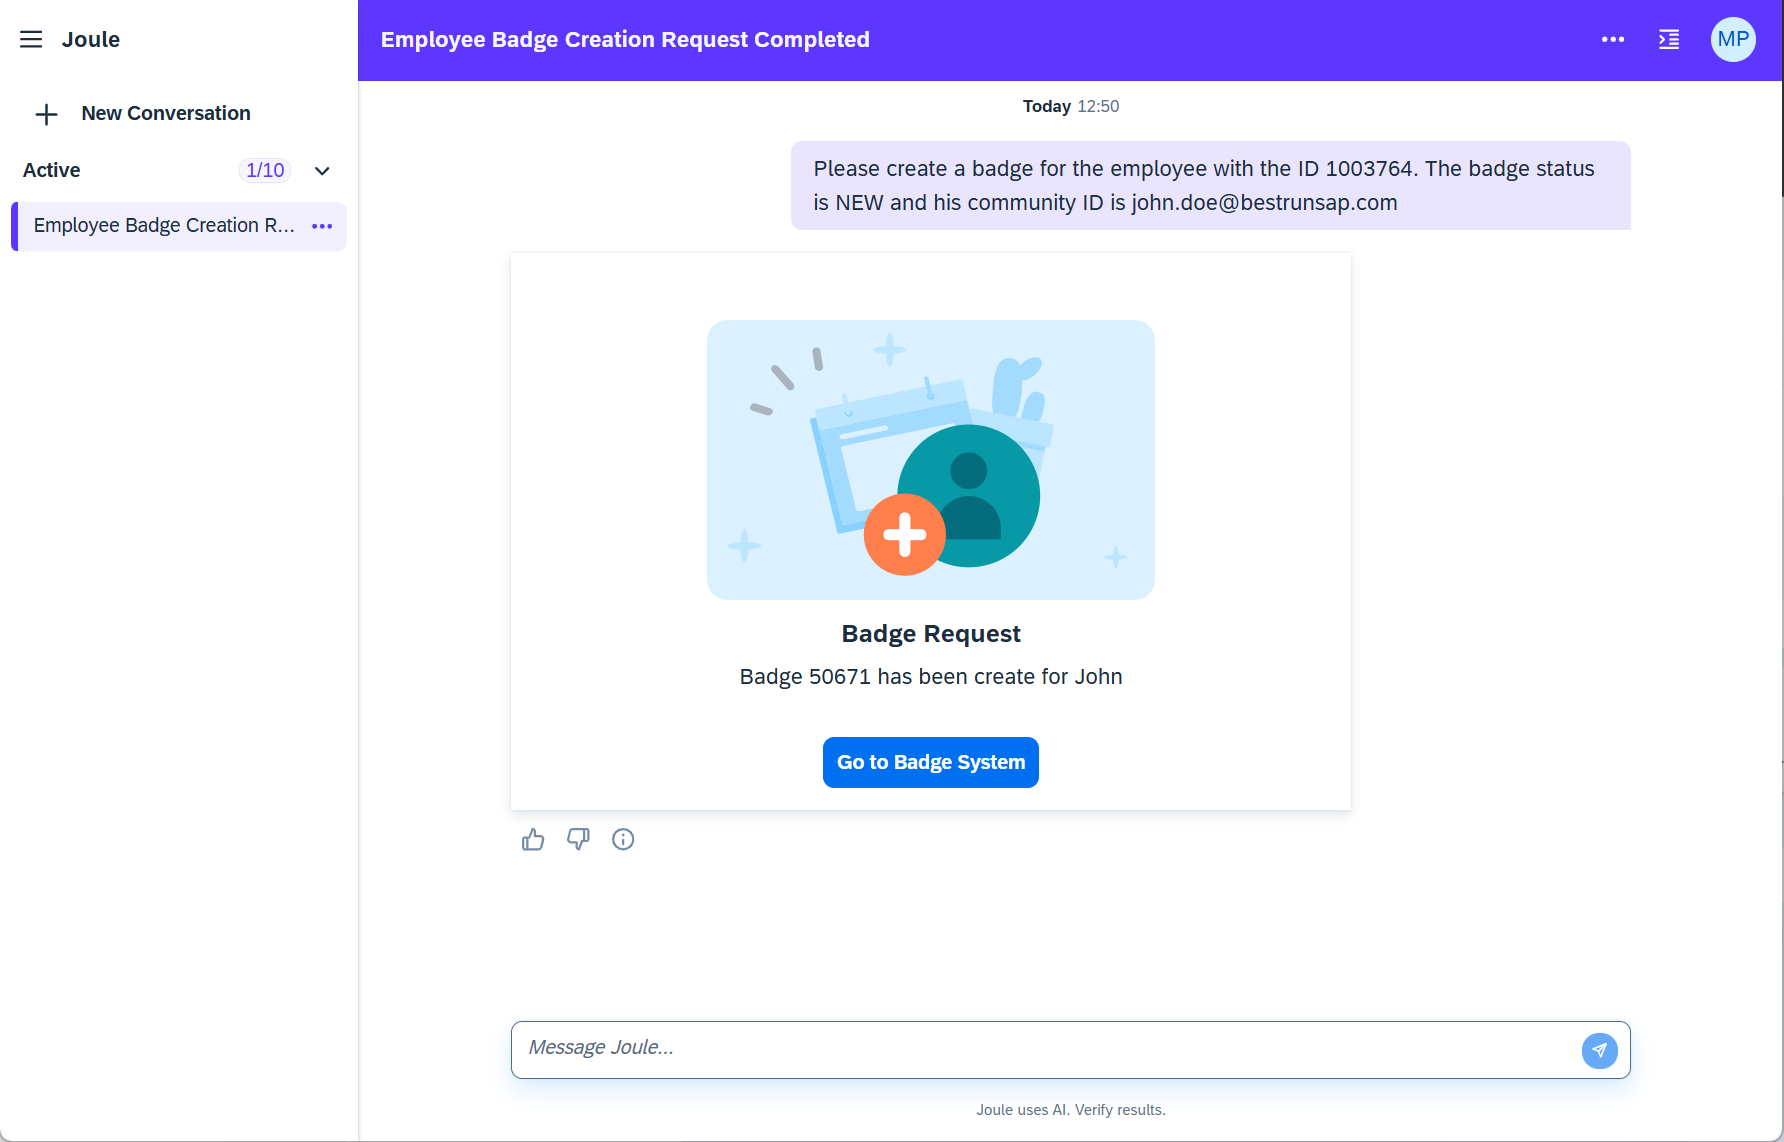 Joule
New Conversation
Active 1/10
Employee Badge Creation R...
Employee Badge Creation Request Completed
MP
Today 12:50
Please create a badge for the employee with the ID 1003764. The badge status
is NEW and his community ID is john.doe@bestrunsap.com
Badge Request
Badge 50671 has been create for John
Go to Badge System
Message Joule...
Joule uses AI. Verify results.